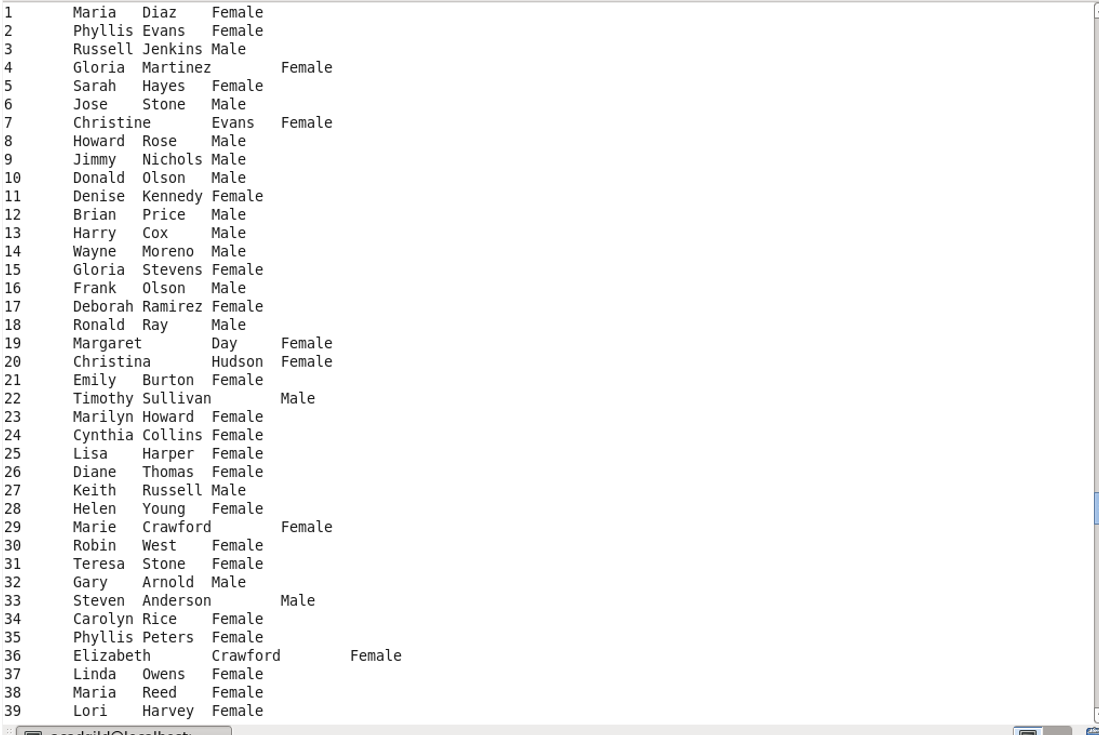 1 Maria Diaz Female
2 Phyllis Evans Female
3 Russell Jenkins Male
4 Gloria Martinez Female
5 Sarah Hayes Female
6 Jose Stone Male
7 Christine Evans Female
8 Howard Rose Male
9 Jimmy Nichols Male
10 Donald Olson Male
11 Denise Kennedy Female
12 Brian Price Male
13 Harry Cox Male
14 Wayne Moreno Male
15 Gloria Stevens Female
16 Frank Olson Male
17 Deborah Ramirez Female
18 Ronald Ray Male
19 Margaret Day Female
20 Christina Hudson Female
21 Emily Burton Female
22 Timothy Sullivan Male
23 Marilyn Howard Female
24 Cynthia Collins Female
25 Lisa Harper Female
26 Diane Thomas Female
27 Keith Russell Male
28 Helen Young Female
29 Marie Crawford Female
30 Robin West Female
31 Teresa Stone Female
32 Gary Arnold Male
33 Steven Anderson Male
34 Carolyn Rice Female
35 Phyllis Peters Female
36 Elizabeth Crawford Female
37 Linda Owens Female
38 Maria Reed Female
39 Lori Harvey Female